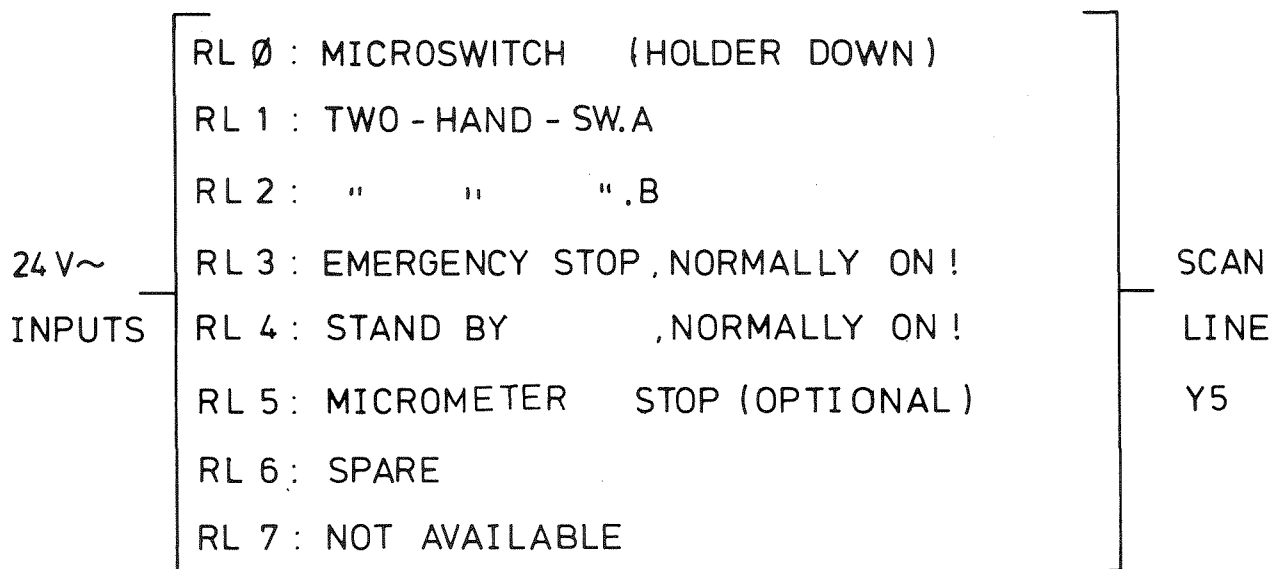 RL Ø : MICROSWITCH (HOLDER DOWN)
RL 1 : TWO - HAND - SW.A
RL 2 : " " " .B
24 V~ INPUTS
RL 3 : EMERGENCY STOP , NORMALLY ON !
RL 4 : STAND BY , NORMALLY ON !
RL 5 : MICROMETER STOP (OPTIONAL)
RL 6 : SPARE
RL 7 : NOT AVAILABLE
SCAN
LINE
Y5